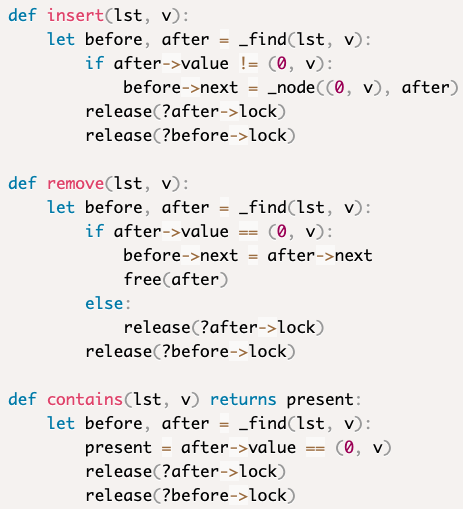 def insert(lst, v):
    let before, after = _find(lst, v):
        if after->value != (0, v):
            before->next = _node((0, v), after)
        release(?after->lock)
        release(?before->lock)

def remove(lst, v):
    let before, after = _find(lst, v):
        if after->value == (0, v):
            before->next = after->next
            free(after)
        else:
            release(?after->lock)
        release(?before->lock)

def contains(lst, v) returns present:
    let before, after = _find(lst, v):
        present = after->value == (0, v)
        release(?after->lock)
        release(?before->lock)